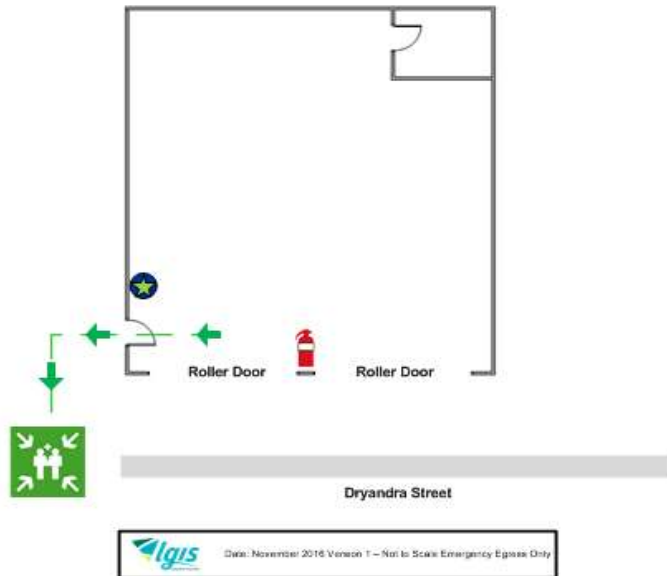 Roller Door Roller Door
Dryandra Street
lgis
Date: November 2016 Version 1 – Not to Scale Emergency Egress Only